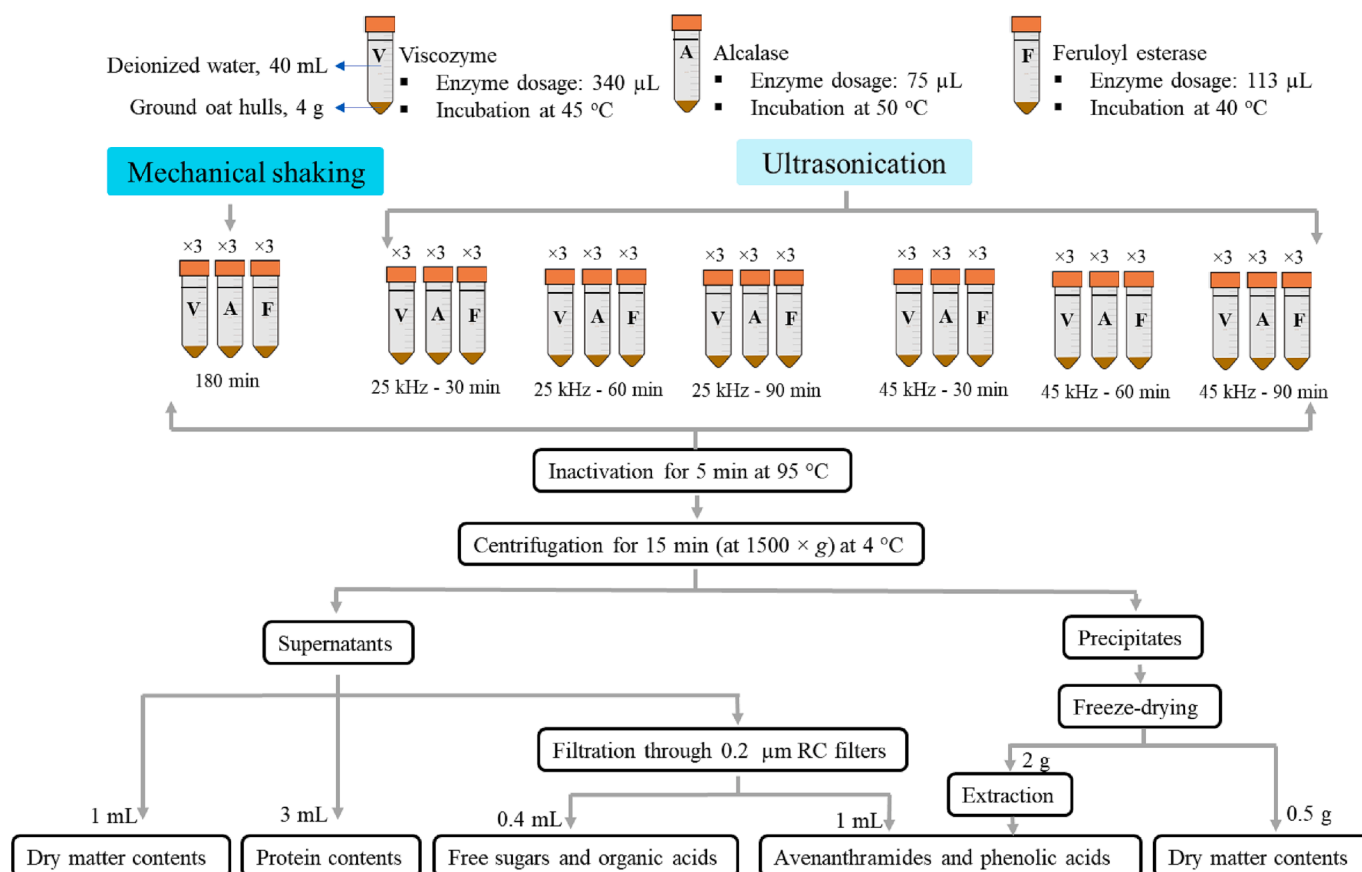 V
Viscozyme
▪ Enzyme dosage: 340 µL
▪ Incubation at 45 °C
Deionized water, 40 mL
Ground oat hulls, 4 g
A
Alcalase
▪ Enzyme dosage: 75 µL
▪ Incubation at 50 °C
F
Feruloyl esterase
▪ Enzyme dosage: 113 µL
▪ Incubation at 40 °C
Mechanical shaking
Ultrasonication
×3 ×3 ×3
V A F
180 min
×3 ×3 ×3
V A F
25 kHz - 30 min
×3 ×3 ×3
V A F
25 kHz - 60 min
×3 ×3 ×3
V A F
25 kHz - 90 min
×3 ×3 ×3
V A F
45 kHz - 30 min
×3 ×3 ×3
V A F
45 kHz - 60 min
×3 ×3 ×3
V A F
45 kHz - 90 min
Inactivation for 5 min at 95 °C
Centrifugation for 15 min (at 1500 × g) at 4 °C
Supernatants
Precipitates
Freeze-drying
Filtration through 0.2 µm RC filters
2 g
Extraction
1 mL
3 mL
0.4 mL
1 mL
0.5 g
Dry matter contents
Protein contents
Free sugars and organic acids
Avenanthramides and phenolic acids
Dry matter contents